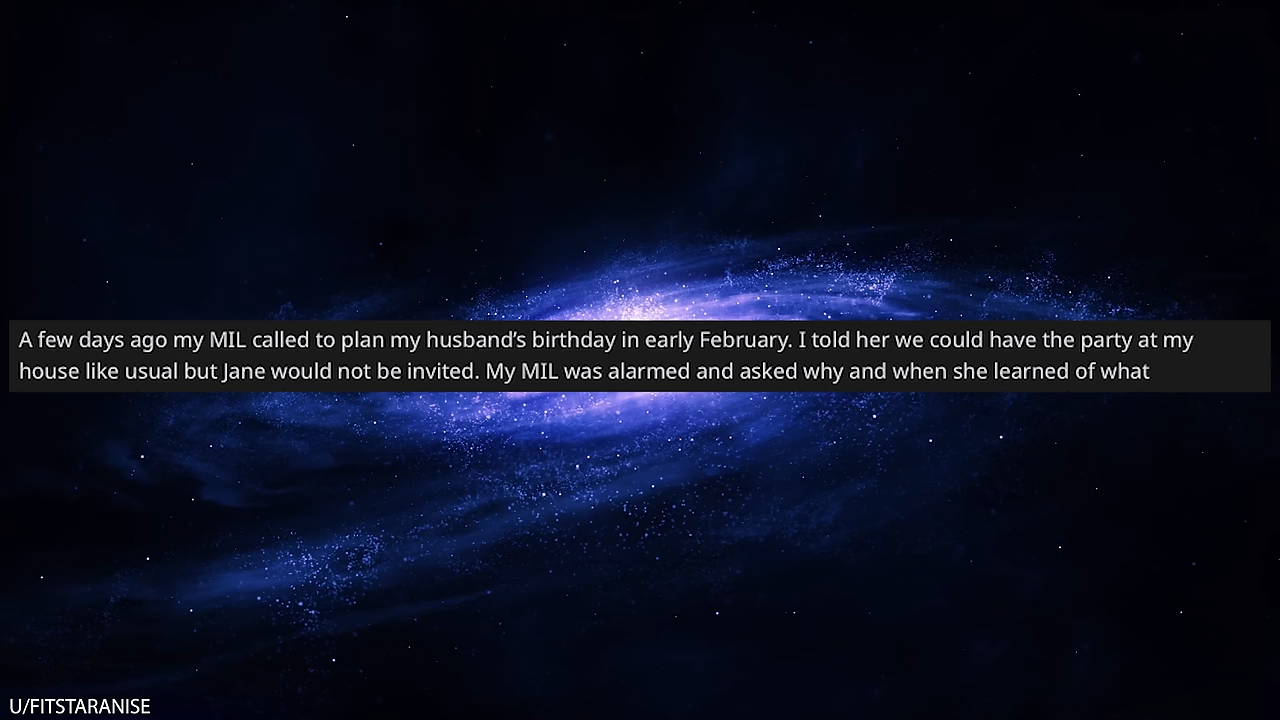 A few days ago my MIL called to plan my husband’s birthday in early February. I told her we could have the party at my
house like usual but Jane would not be invited. My MIL was alarmed and asked why and when she learned of what
U/FITSTARANISE